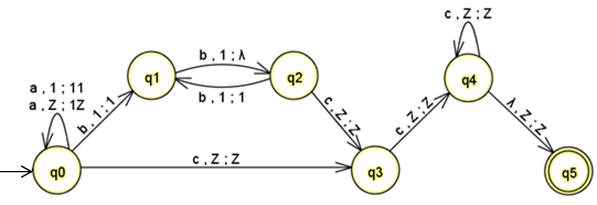 c , Z ; Z
b , 1 ; λ
q1
q2
q4
a , 1 ; 11
a , Z ; 1Z
b , 1 ; 1
b , 1 ; 1
c , Z ; Z
c , Z ; Z
λ , Z ; Z
c , Z ; Z
q0
q3
q5